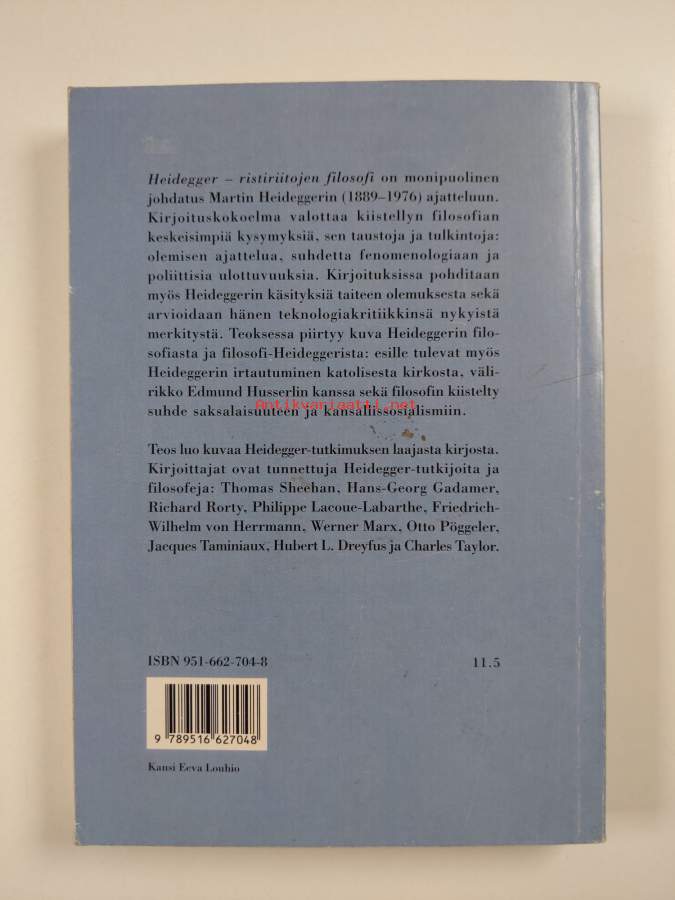 Heidegger – ristiriitojen filosofi on monipuolinen
johdatus Martin Heideggerin (1889–1976) ajatteluun.
Kirjoituskokoelma valottaa kiistellyn filosofian
keskeisimpiä kysymyksiä, sen taustoja ja tulkintoja:
olemisen ajattelua, suhdetta fenomenologiaan ja
poliittisia ulottuvuuksia. Kirjoituksissa pohditaan
myös Heideggerin käsityksiä taiteen olemuksesta sekä
arvioidaan hänen teknologiakritiikkinsä nykyistä
merkitystä. Teoksessa piirtyy kuva Heideggerin filo-
sofiasta ja filosofi-Heideggerista: esille tulevat myös
Heideggerin irtautuminen katolisesta kirkosta, väli-
rikko Edmund Husserlin kanssa sekä filosofin kiistelty
Antikvariaatti.net
suhde saksalaisuuteen ja kansallissosialismiin.
Teos luo kuvaa Heidegger-tutkimuksen laajasta kirjosta.
Kirjoittajat ovat tunnettuja Heidegger-tutkijoita ja
filosofeja: Thomas Sheehan, Hans-Georg Gadamer,
Richard Rorty, Philippe Lacoue-Labarthe, Friedrich-
Wilhelm von Herrmann, Werner Marx, Otto Pöggeler,
Jacques Taminiaux, Hubert L. Dreyfus ja Charles Taylor.
ISBN 951-662-704-8 11.5
9 789516 627048
Kansi Eeva Louhio